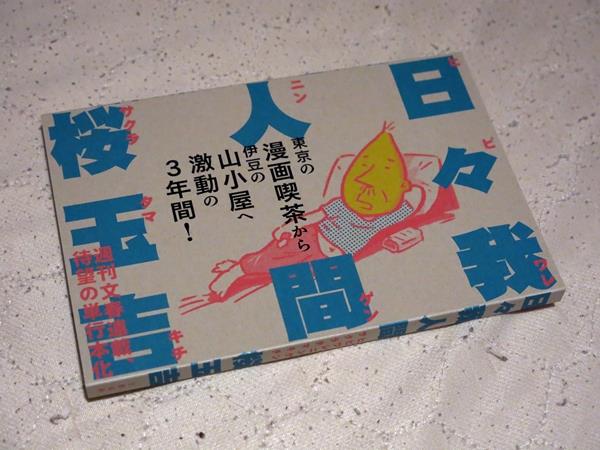 日々我
ヒビワレ
人間
ニンゲン
東京の
漫画喫茶から、
伊豆の
山小屋へ
激動の
3年間!
桜玉吉
サクラタマキチ
週刊文春連載、
待望の単行本化
日々我人間
桜玉吉